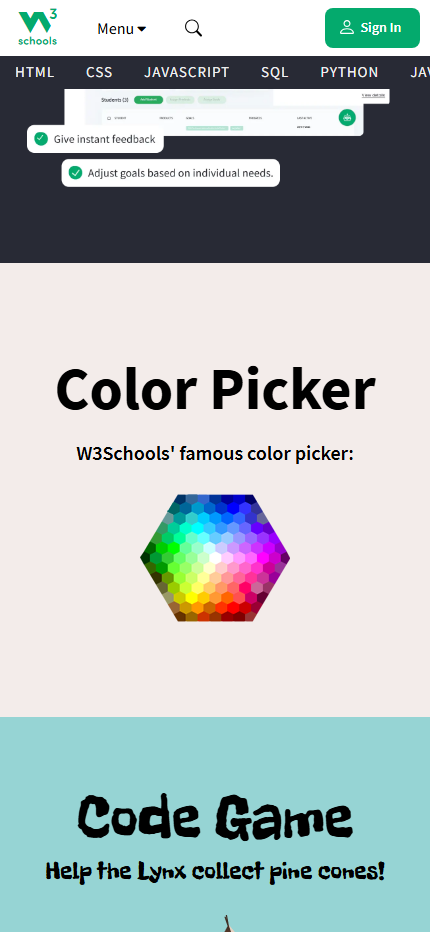 W3
schools
Menu
Sign In
HTML CSS JAVASCRIPT SQL PYTHON JAV
Students (3)
Give instant feedback
Adjust goals based on individual needs.
Color Picker
W3Schools' famous color picker:
Code Game
Help the Lynx collect pine cones!